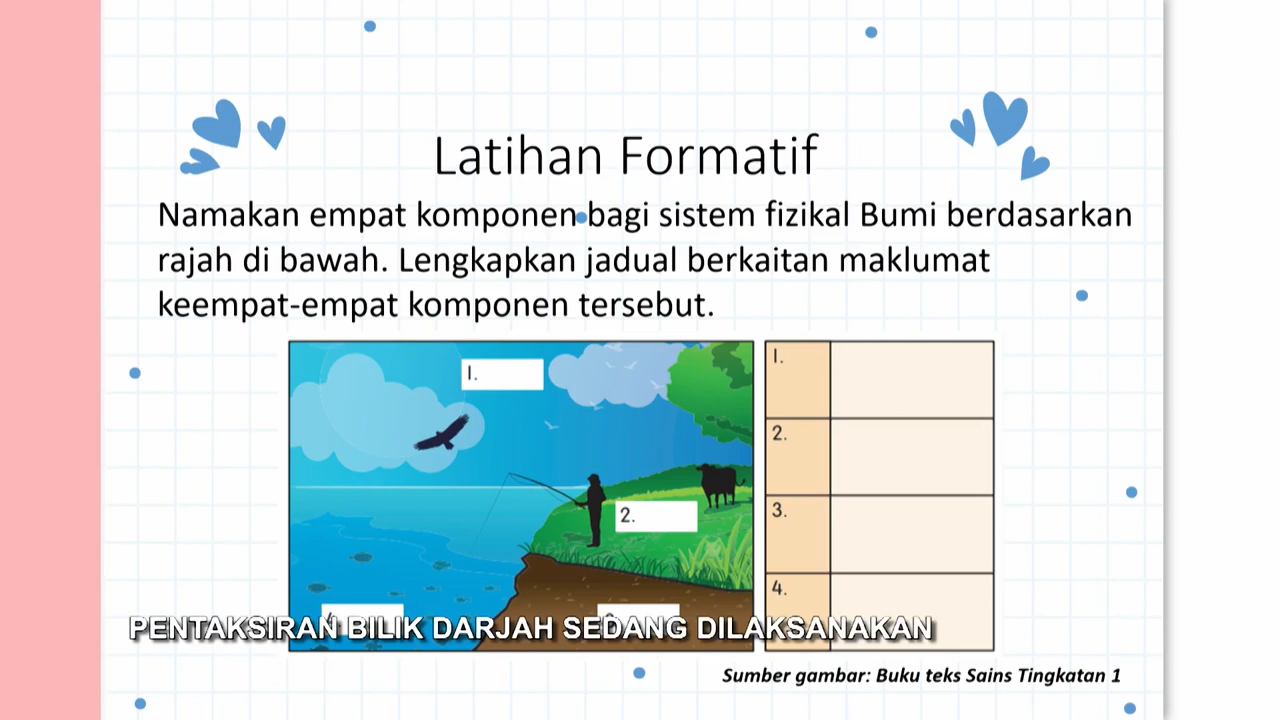 Latihan Formatif
Namakan empat komponen bagi sistem fizikal Bumi berdasarkan
rajah di bawah. Lengkapkan jadual berkaitan maklumat
keempat-empat komponen tersebut.
1.
2.
1.
2.
3.
4.
PENTAKSIRAN BILIK DARJAH SEDANG DILAKSANAKAN
Sumber gambar: Buku teks Sains Tingkatan 1